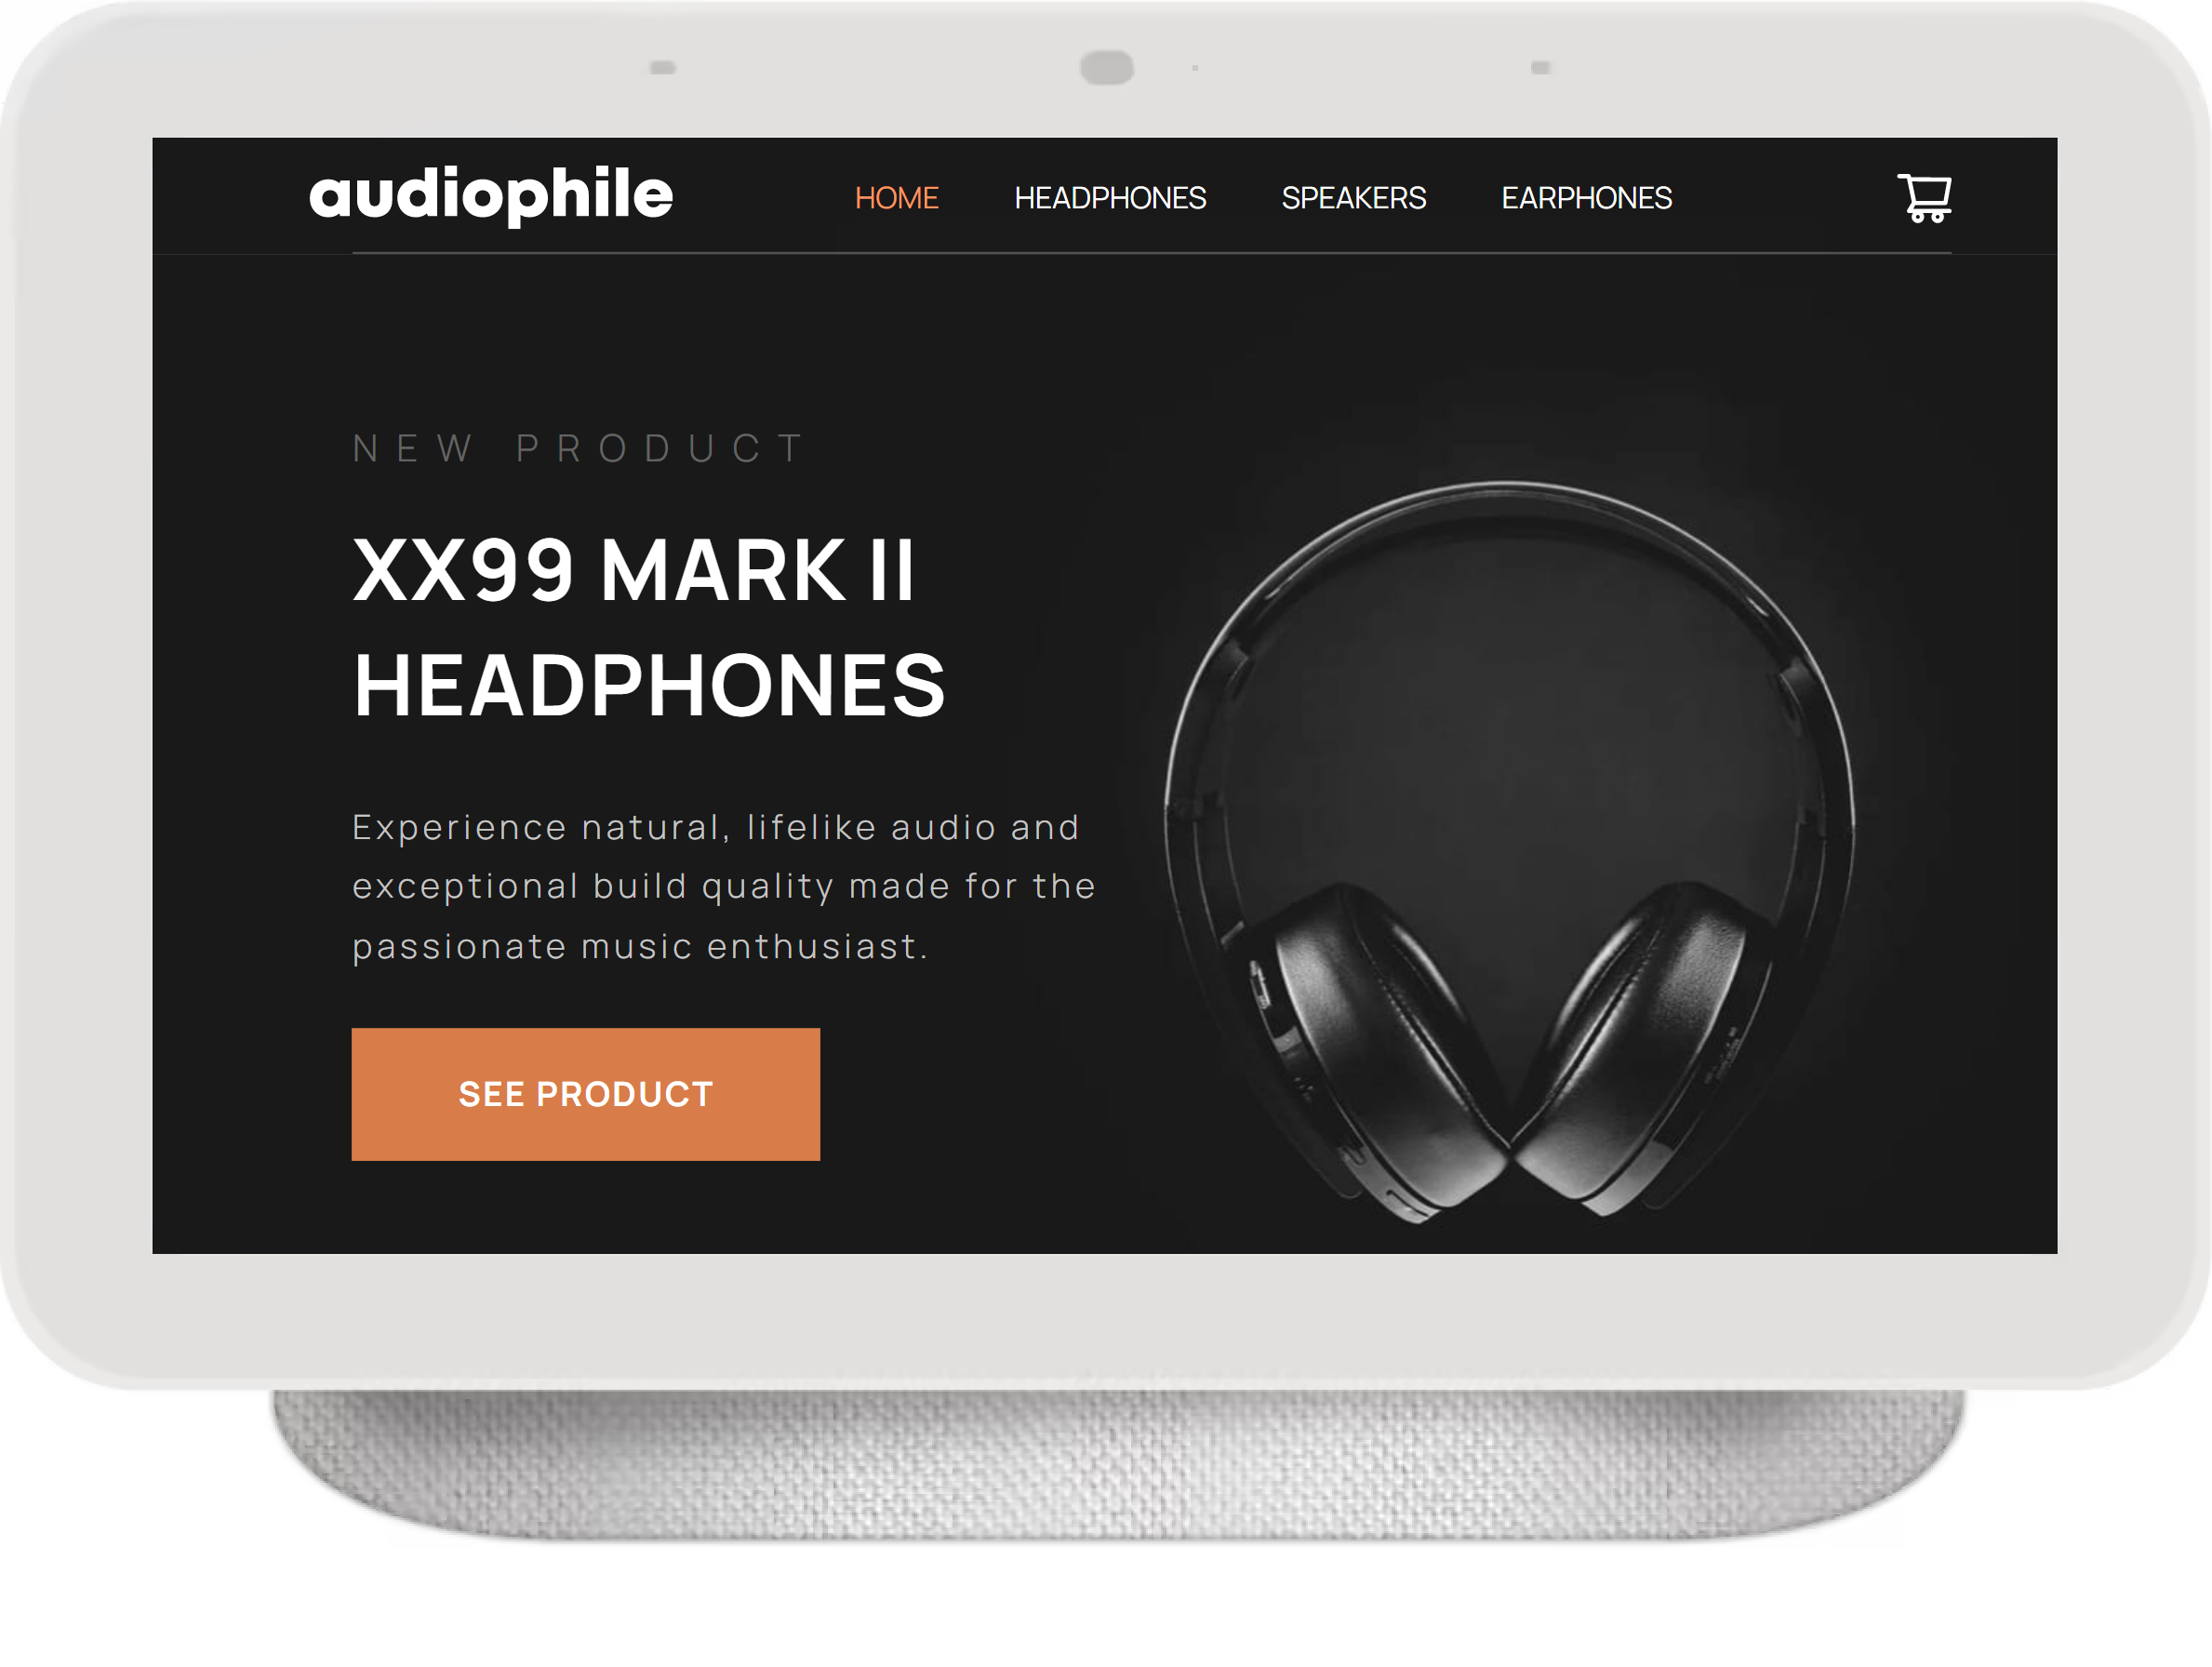 audiophile
HOME HEADPHONES SPEAKERS EARPHONES
NEW PRODUCT
XX99 MARK II
HEADPHONES
Experience natural, lifelike audio and
exceptional build quality made for the
passionate music enthusiast.
SEE PRODUCT